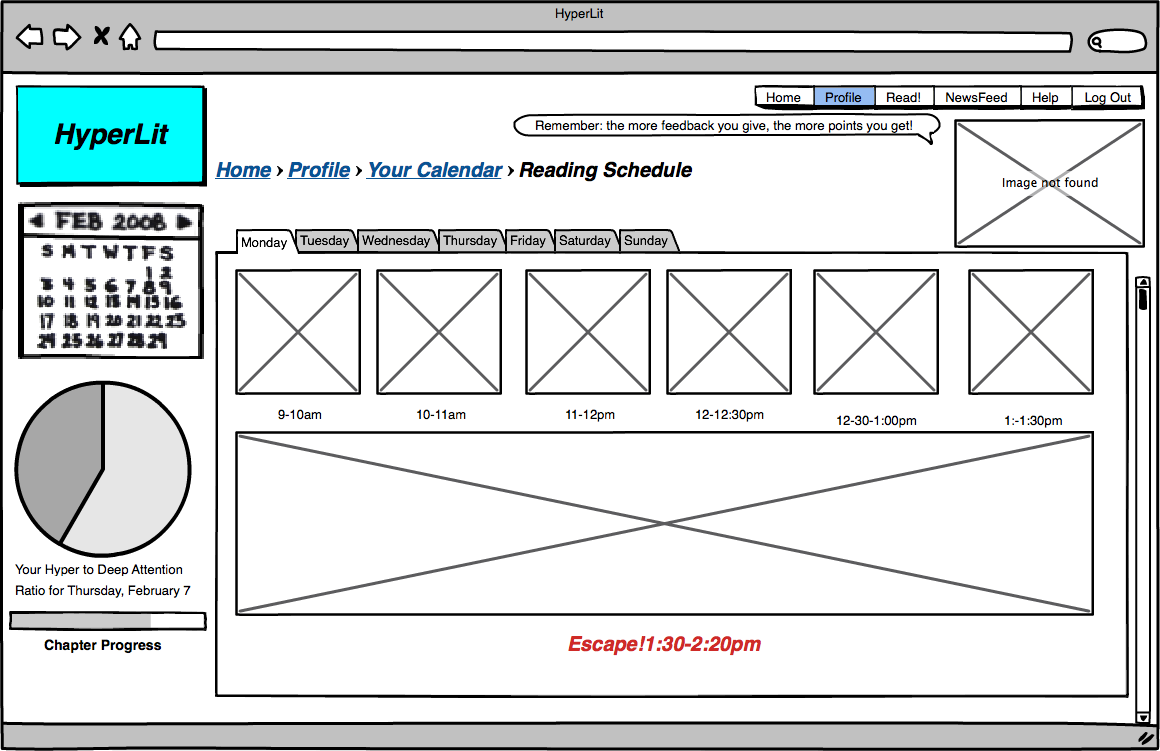 HyperLit
Home Profile Read! NewsFeed Help Log Out
HyperLit
Remember: the more feedback you give, the more points you get!
Image not found
Home › Profile › Your Calendar › Reading Schedule
FEB 2008
S M T W T F S
1 2
3 4 5 6 7 8 9
10 11 12 13 14 15 16
17 18 19 20 21 22 23
24 25 26 27 28 29
Monday Tuesday Wednesday Thursday Friday Saturday Sunday
9-10am 10-11am 11-12pm 12-12:30pm 12-30-1:00pm 1:-1:30pm
Your Hyper to Deep Attention
Ratio for Thursday, February 7
Chapter Progress
Escape!1:30-2:20pm